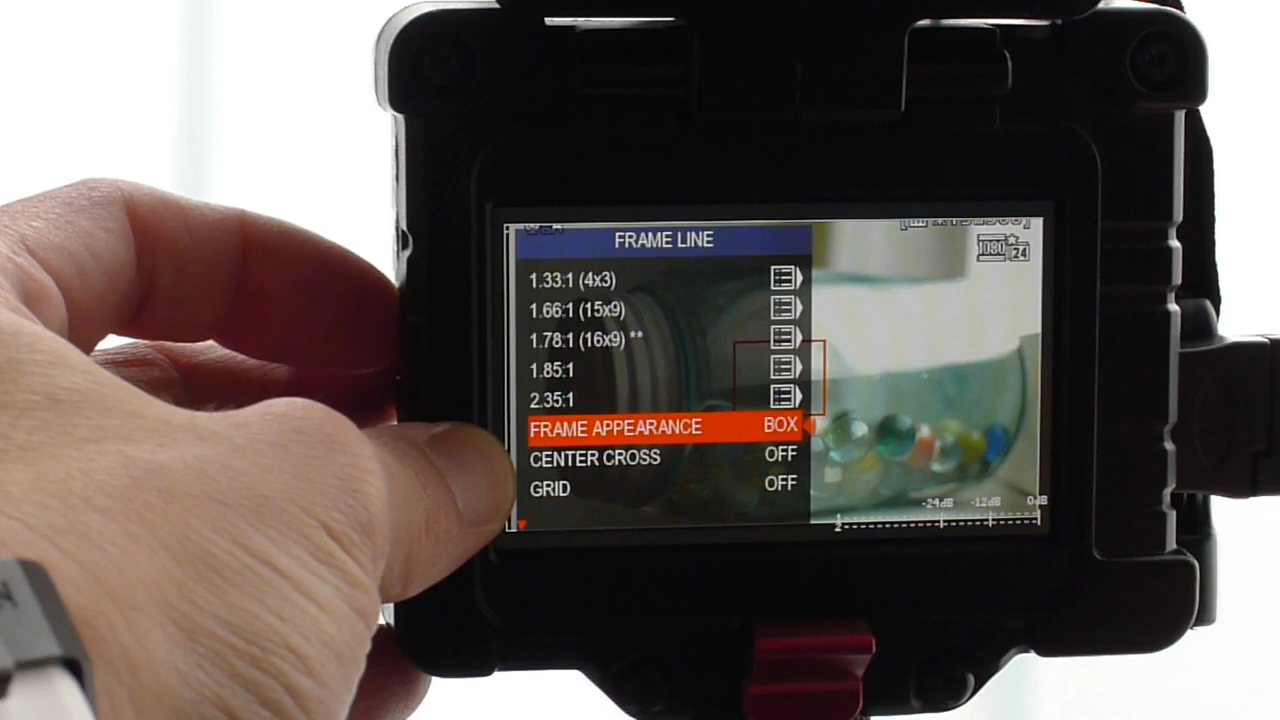 FRAME LINE
1.33:1 (4x3)
1.66:1 (15x9)
1.78:1 (16x9) **
1.85:1
2.35:1
FRAME APPEARANCE BOX
CENTER CROSS OFF
GRID OFF
1080 24
-24dB -12dB 0dB